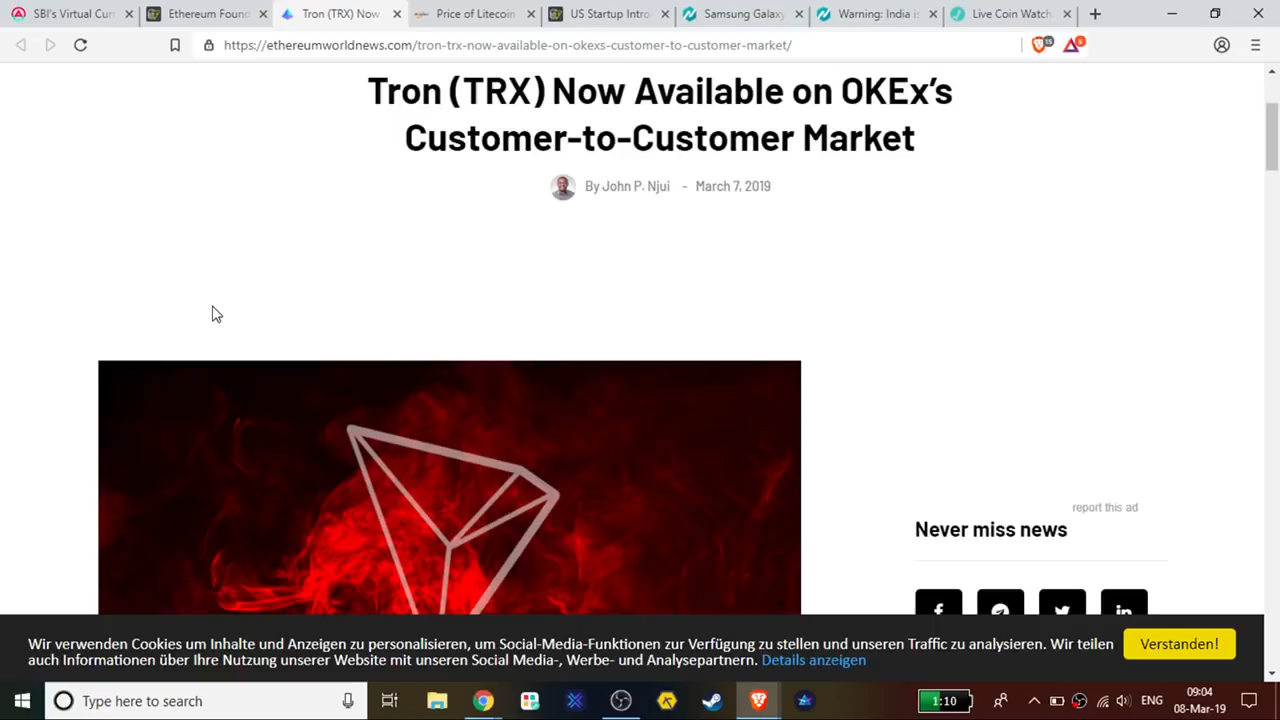 SBI's Virtual Curr
Ethereum Found
Tron (TRX) Now
Price of Litecoin
US Startup Intro
Samsung Galaxy
Warning: India is
Live Coin Watch
https://ethereumworldnews.com/tron-trx-now-available-on-okexs-customer-to-customer-market/
Tron (TRX) Now Available on OKEx’s
Customer-to-Customer Market
By John P. Njui - March 7, 2019
report this ad
Never miss news
Wir verwenden Cookies um Inhalte und Anzeigen zu personalisieren, um Social-Media-Funktionen zur Verfügung zu stellen und unseren Traffic zu analysieren. Wir teilen
auch Informationen über Ihre Nutzung unserer Website mit unseren Social Media-, Werbe- und Analysepartnern. Details anzeigen
Verstanden!
Type here to search
1:10
ENG
09:04
08-Mar-19